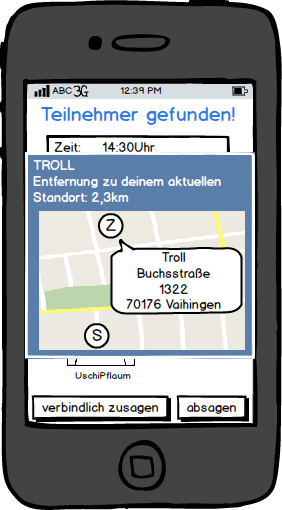 ABC 3G 12:39 PM
Teilnehmer gefunden!
Zeit: 14:30Uhr
TROLL
Entfernung zu deinem aktuellen
Standort: 2,3km
Z
Troll
Buchsstraße
1322
70176 Vaihingen
S
UschiPflaum
verbindlich zusagen absagen